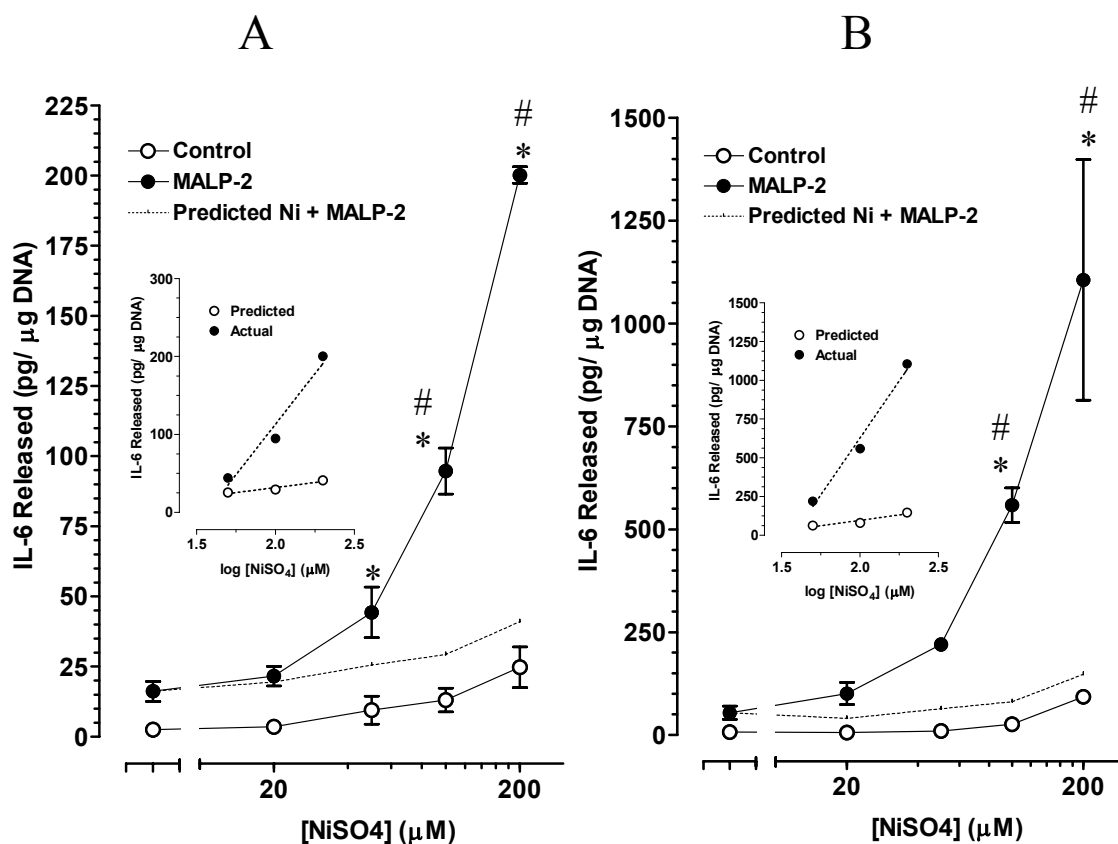 A
B
IL-6 Released (pg/ μg DNA)
225
200
175
150
125
100
75
50
25
0
Control
MALP-2
Predicted Ni + MALP-2
#
*
#
*
*
IL-6 Released (pg/ μg DNA)
300
200
100
0
Predicted
Actual
1.5
2.0
2.5
log [NiSO₄] (μM)
20
200
[NiSO4] (μM)
IL-6 Released (pg/ μg DNA)
1500
1250
1000
750
500
250
0
Control
MALP-2
Predicted Ni + MALP-2
#
*
#
*
IL-6 Released (pg/ μg DNA)
1500
1250
1000
750
500
250
0
Predicted
Actual
1.5
2.0
2.5
log [NiSO₄] (μM)
20
200
[NiSO4] (μM)